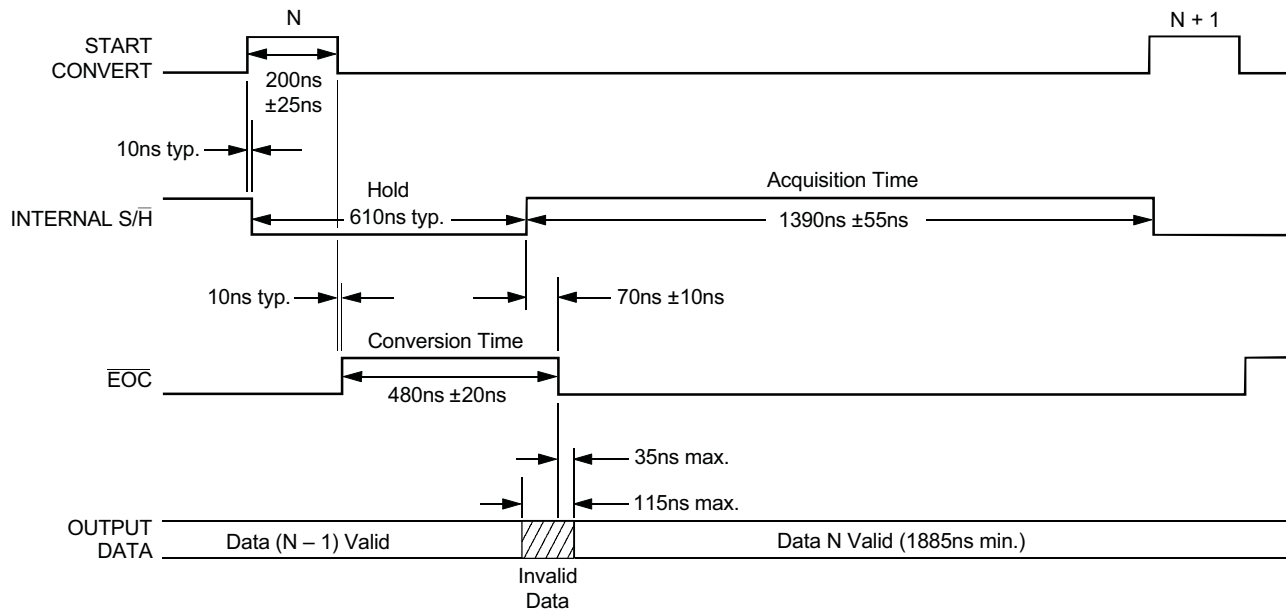 N
N + 1
START
CONVERT
200ns
±25ns
10ns typ.
Hold
Acquisition Time
INTERNAL S/H̅
610ns typ.
1390ns ±55ns
10ns typ.
70ns ±10ns
Conversion Time
E̅O̅C̅
480ns ±20ns
35ns max.
115ns max.
OUTPUT
DATA
Data (N – 1) Valid
Data N Valid (1885ns min.)
Invalid
Data